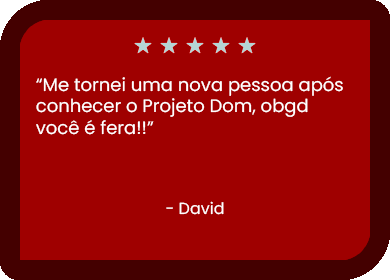 “Me tornei uma nova pessoa após
conhecer o Projeto Dom, obgd
você é fera!!”
- David